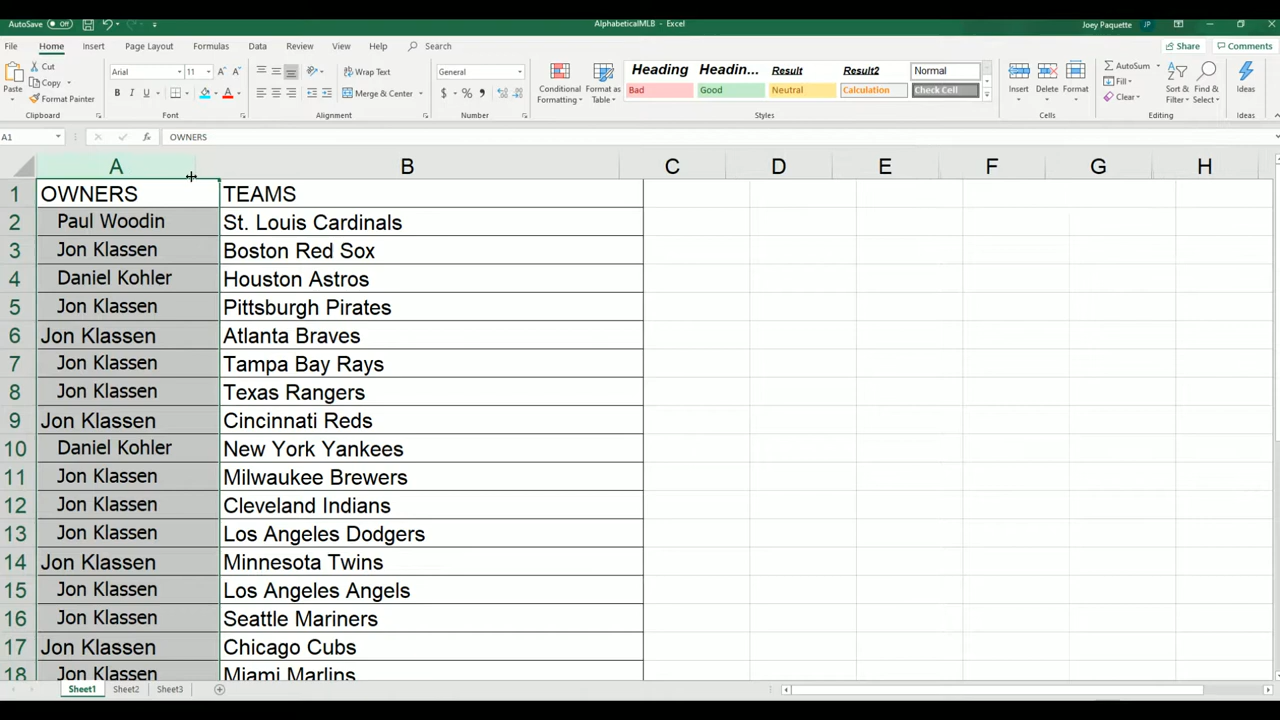 AutoSave Off AlphabeticalMLB - Excel Joey Paquette JP
File Home Insert Page Layout Formulas Data Review View Help Search Share Comments
Cut Arial 11 Wrap Text General Heading Headin... Result Result2 Normal AutoSum
Copy Fill
Paste Format Painter B I U Merge & Center $ % Conditional Formatting Format as Table Bad Good Neutral Calculation Check Cell Insert Delete Format Clear Sort & Filter Find & Select Ideas
Clipboard Font Alignment Number Styles Cells Editing Ideas
A1 fx OWNERS
A B C D E F G H
1 OWNERS TEAMS
2 Paul Woodin St. Louis Cardinals
3 Jon Klassen Boston Red Sox
4 Daniel Kohler Houston Astros
5 Jon Klassen Pittsburgh Pirates
6 Jon Klassen Atlanta Braves
7 Jon Klassen Tampa Bay Rays
8 Jon Klassen Texas Rangers
9 Jon Klassen Cincinnati Reds
10 Daniel Kohler New York Yankees
11 Jon Klassen Milwaukee Brewers
12 Jon Klassen Cleveland Indians
13 Jon Klassen Los Angeles Dodgers
14 Jon Klassen Minnesota Twins
15 Jon Klassen Los Angeles Angels
16 Jon Klassen Seattle Mariners
17 Jon Klassen Chicago Cubs
18 Jon Klassen Miami Marlins
Sheet1 Sheet2 Sheet3